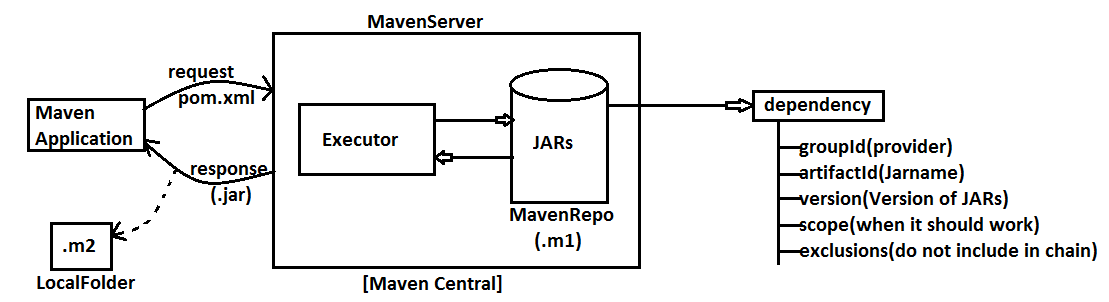 MavenServer
request
pom.xml
Maven
Application
Executor
JARs
dependency
groupId(provider)
artifactId(Jarname)
version(Version of JARs)
scope(when it should work)
exclusions(do not include in chain)
response
(.jar)
MavenRepo
(.m1)
.m2
LocalFolder
[Maven Central]